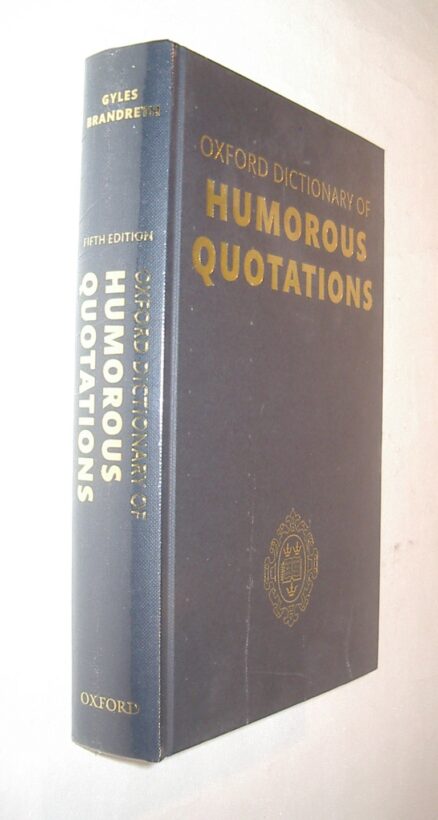 GYLES
BRANDRETH
FIFTH EDITION
OXFORD DICTIONARY OF
HUMOROUS
QUOTATIONS
OXFORD
OXFORD DICTIONARY OF
HUMOROUS
QUOTATIONS